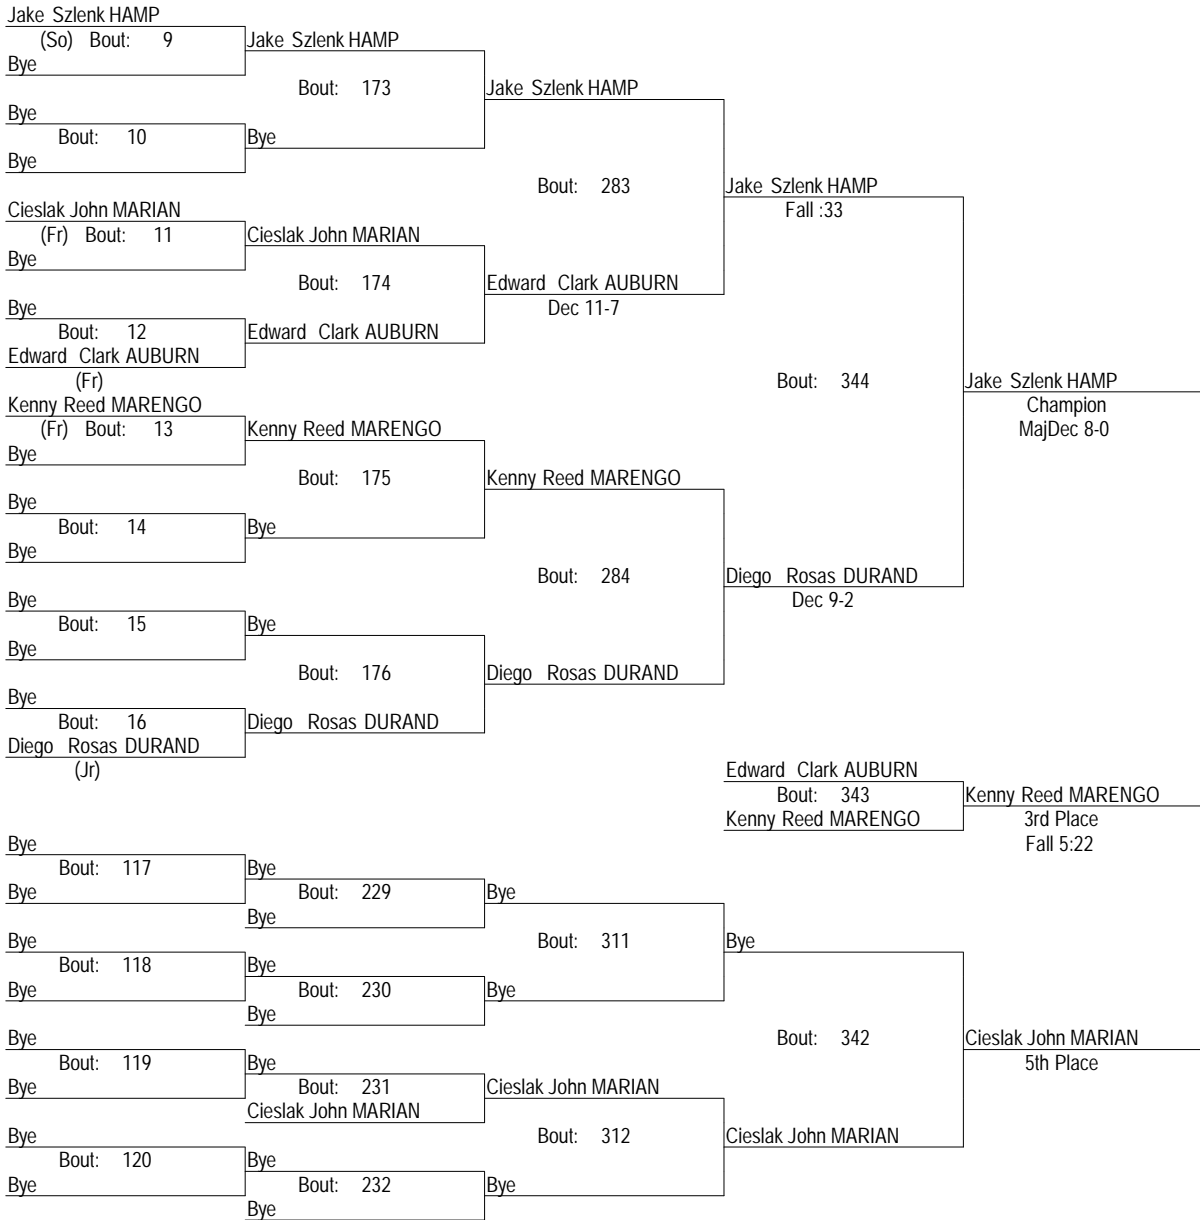 Jake Szlenk HAMP
(So) Bout: 9 Jake Szlenk HAMP
Bye
Bout: 173 Jake Szlenk HAMP
Bye
Bout: 10 Bye
Bye
Bout: 283 Jake Szlenk HAMP
Cieslak John MARIAN Fall :33
(Fr) Bout: 11 Cieslak John MARIAN
Bye
Bout: 174 Edward Clark AUBURN
Bye Dec 11-7
Bout: 12 Edward Clark AUBURN
Edward Clark AUBURN
(Fr) Bout: 344 Jake Szlenk HAMP
Kenny Reed MARENGO Champion
(Fr) Bout: 13 Kenny Reed MARENGO MajDec 8-0
Bye
Bout: 175 Kenny Reed MARENGO
Bye
Bout: 14 Bye
Bye
Bout: 284 Diego Rosas DURAND
Bye Dec 9-2
Bout: 15 Bye
Bye
Bout: 176 Diego Rosas DURAND
Bye
Bout: 16 Diego Rosas DURAND
Diego Rosas DURAND
(Jr) Edward Clark AUBURN
Bout: 343 Kenny Reed MARENGO
Kenny Reed MARENGO 3rd Place
Bye Fall 5:22
Bout: 117 Bye
Bye Bout: 229 Bye
Bye
Bye Bout: 311 Bye
Bout: 118 Bye
Bye Bout: 230 Bye
Bye
Bye Bout: 342 Cieslak John MARIAN
Bout: 119 Bye 5th Place
Bye Bout: 231 Cieslak John MARIAN
Cieslak John MARIAN
Bye Bout: 312 Cieslak John MARIAN
Bout: 120 Bye
Bye Bout: 232 Bye
Bye